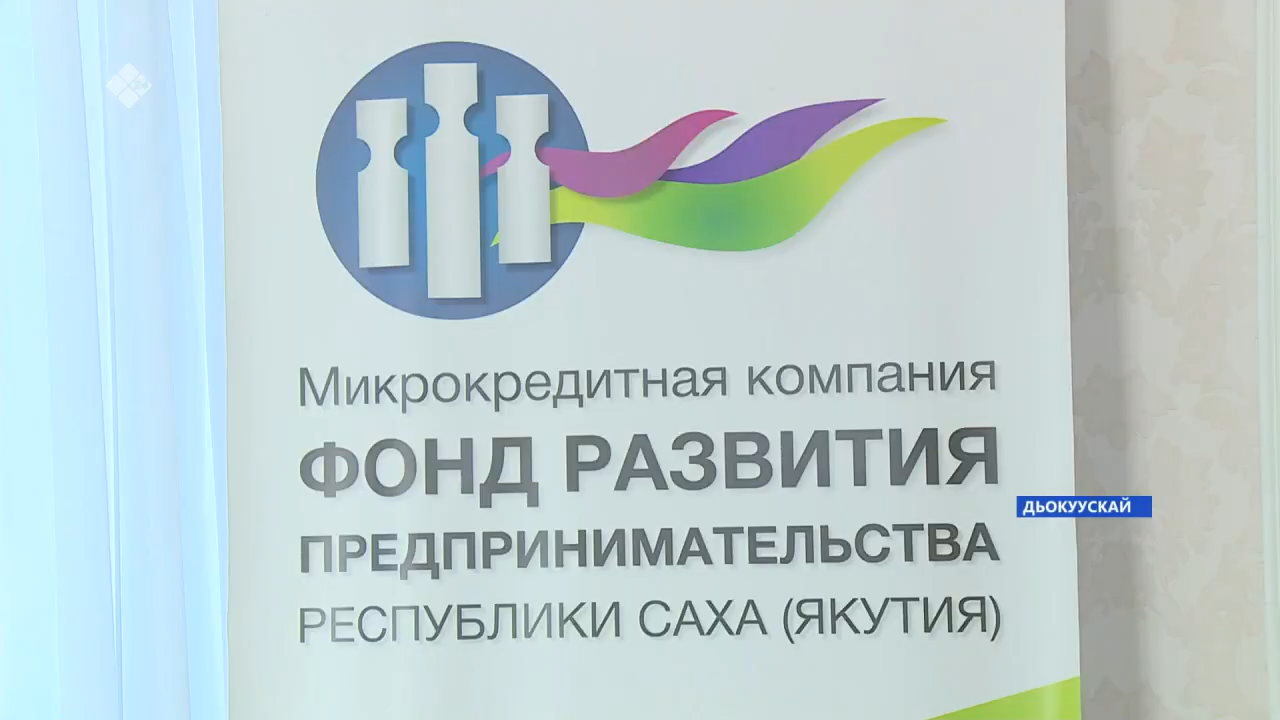 Микрокредитная компания
ФОНД РАЗВИТИЯ
ПРЕДПРИНИМАТЕЛЬСТВА
РЕСПУБЛИКИ САХА (ЯКУТИЯ)
ДЬОКУУСКАЙ